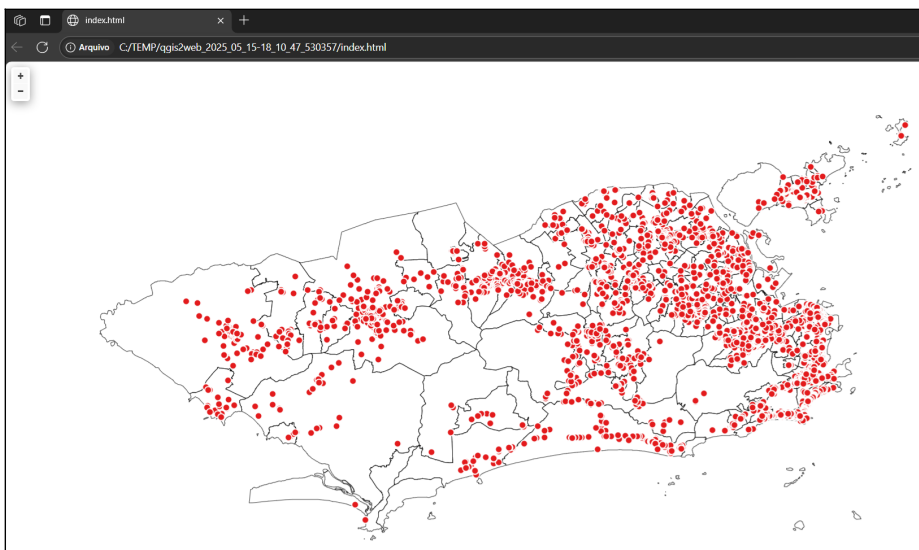 index.html
Arquivo C:/TEMP/qgis2web_2025_05_15-18_10_47_530357/index.html
+
−